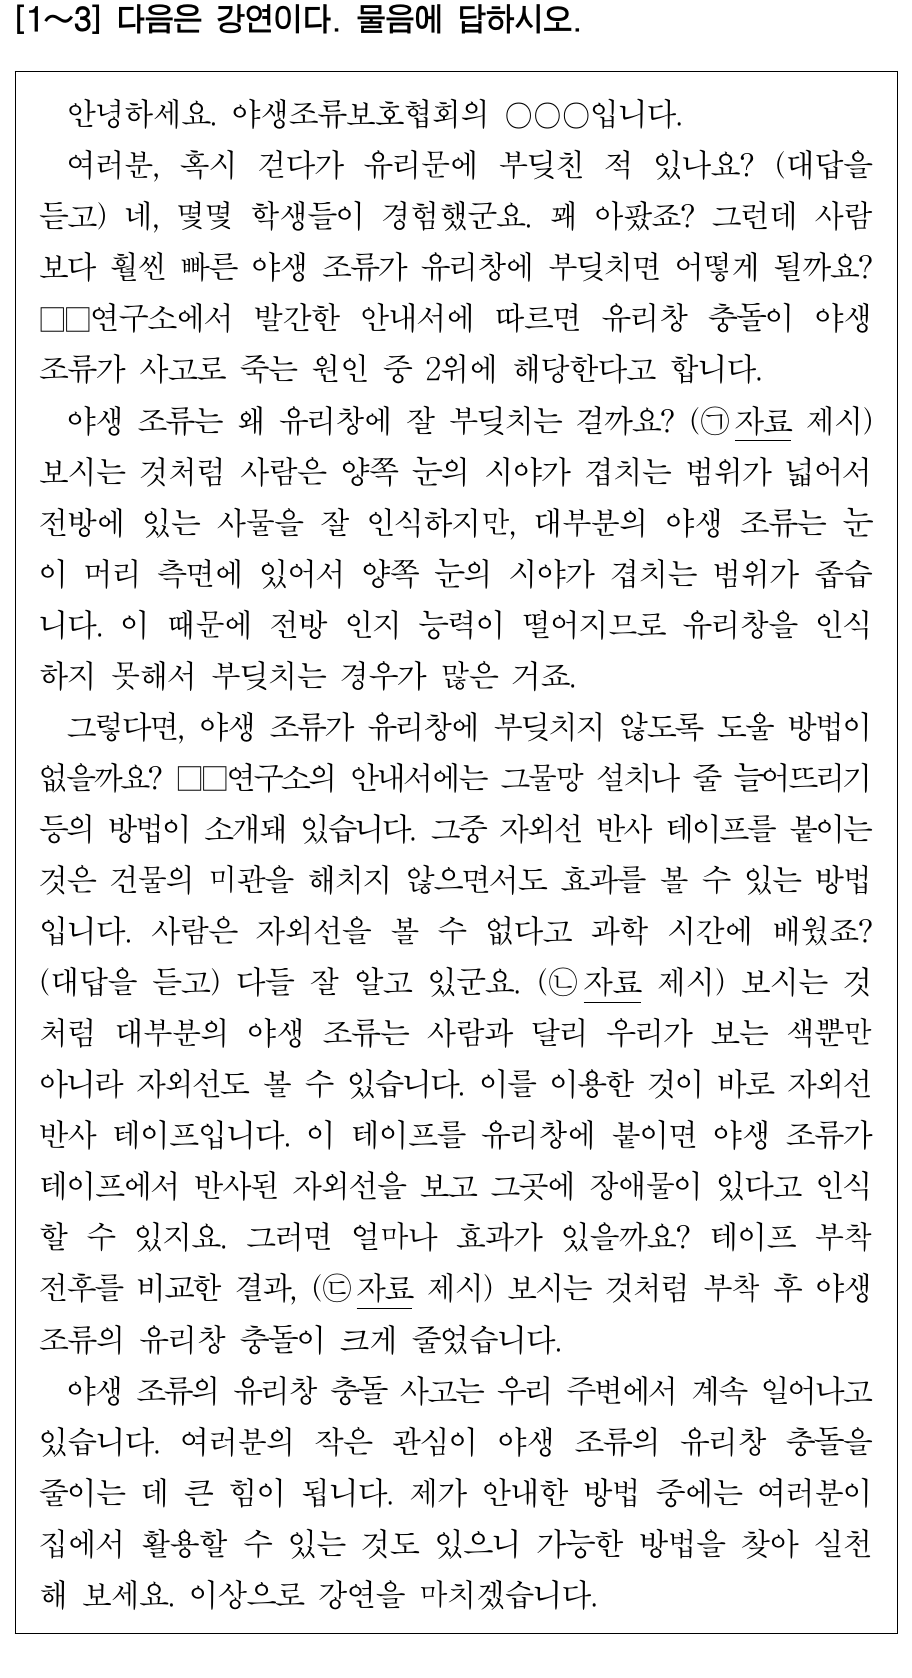 [1～3] 다음은 강연이다. 물음에 답하시오.
안녕하세요. 야생조류보호협회의 ○○○입니다.
여러분, 혹시 걷다가 유리문에 부딪친 적 있나요? (대답을
듣고) 네, 몇몇 학생들이 경험했군요. 꽤 아팠죠? 그런데 사람
보다 훨씬 빠른 야생 조류가 유리창에 부딪치면 어떻게 될까요?
□□연구소에서 발간한 안내서에 따르면 유리창 충돌이 야생
조류가 사고로 죽는 원인 중 2위에 해당한다고 합니다.
야생 조류는 왜 유리창에 잘 부딪치는 걸까요? (㉠자료 제시)
보시는 것처럼 사람은 양쪽 눈의 시야가 겹치는 범위가 넓어서
전방에 있는 사물을 잘 인식하지만, 대부분의 야생 조류는 눈
이 머리 측면에 있어서 양쪽 눈의 시야가 겹치는 범위가 좁습
니다. 이 때문에 전방 인지 능력이 떨어지므로 유리창을 인식
하지 못해서 부딪치는 경우가 많은 거죠.
그렇다면, 야생 조류가 유리창에 부딪치지 않도록 도울 방법이
없을까요? □□연구소의 안내서에는 그물망 설치나 줄 늘어뜨리기
등의 방법이 소개돼 있습니다. 그중 자외선 반사 테이프를 붙이는
것은 건물의 미관을 해치지 않으면서도 효과를 볼 수 있는 방법
입니다. 사람은 자외선을 볼 수 없다고 과학 시간에 배웠죠?
(대답을 듣고) 다들 잘 알고 있군요. (㉡자료 제시) 보시는 것
처럼 대부분의 야생 조류는 사람과 달리 우리가 보는 색뿐만
아니라 자외선도 볼 수 있습니다. 이를 이용한 것이 바로 자외선
반사 테이프입니다. 이 테이프를 유리창에 붙이면 야생 조류가
테이프에서 반사된 자외선을 보고 그곳에 장애물이 있다고 인식
할 수 있지요. 그러면 얼마나 효과가 있을까요? 테이프 부착
전후를 비교한 결과, (㉢자료 제시) 보시는 것처럼 부착 후 야생
조류의 유리창 충돌이 크게 줄었습니다.
야생 조류의 유리창 충돌 사고는 우리 주변에서 계속 일어나고
있습니다. 여러분의 작은 관심이 야생 조류의 유리창 충돌을
줄이는 데 큰 힘이 됩니다. 제가 안내한 방법 중에는 여러분이
집에서 활용할 수 있는 것도 있으니 가능한 방법을 찾아 실천
해 보세요. 이상으로 강연을 마치겠습니다.